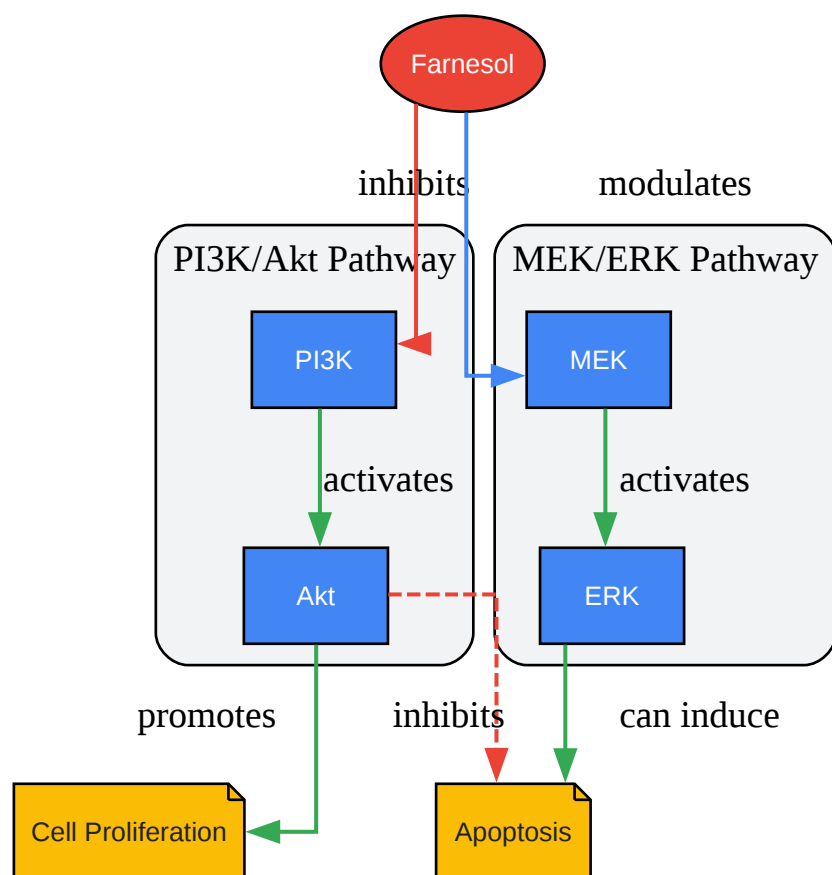 Farnesol
inhibits
modulates
PI3K/Akt Pathway
MEK/ERK Pathway
PI3K
MEK
activates
activates
Akt
ERK
promotes
inhibits
can induce
Cell Proliferation
Apoptosis